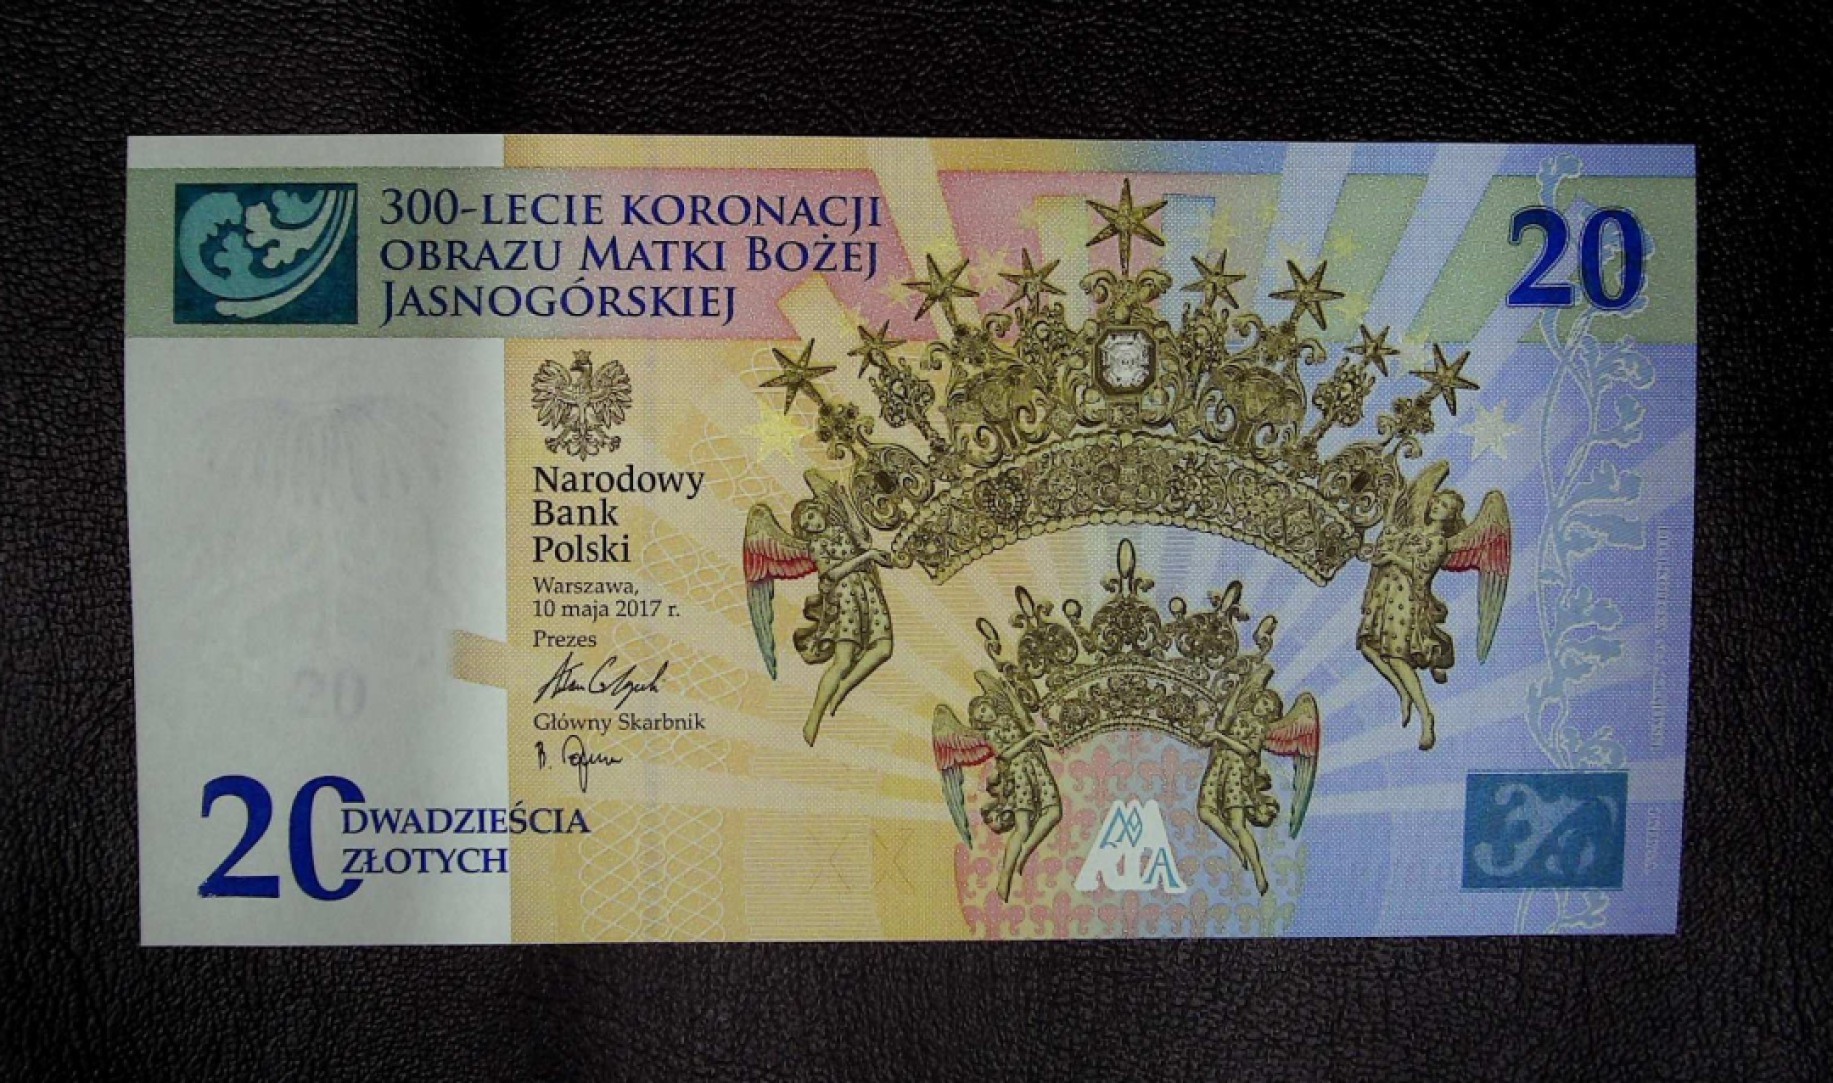 300-LECIE KORONACJI
OBRAZU MATKI BOŻEJ
JASNOGÓRSKIEJ
20
Narodowy
Bank
Polski
Warszawa,
10 maja 2017 r.
Prezes
Główny Skarbnik
20
20
DWADZIEŚCIA
ZŁOTYCH